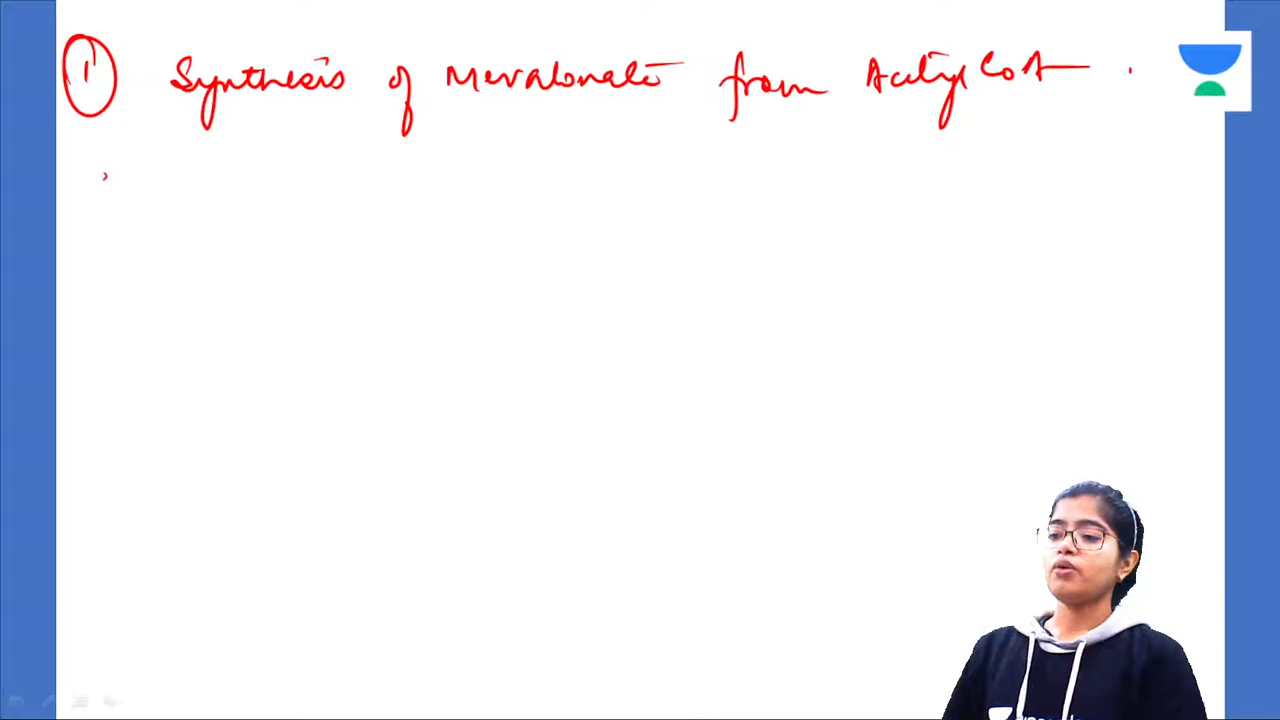 ① Synthesis of Mevalonate from Acetyl CoA